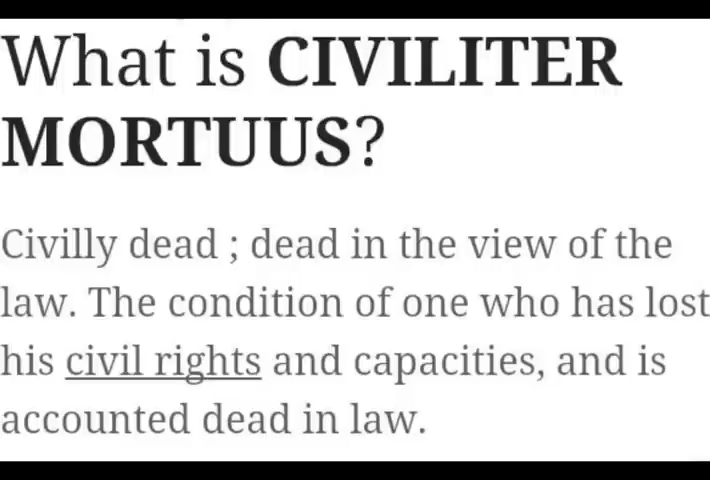 What is CIVILITER
MORTUUS?
Civilly dead ; dead in the view of the
law. The condition of one who has lost
his civil rights and capacities, and is
accounted dead in law.